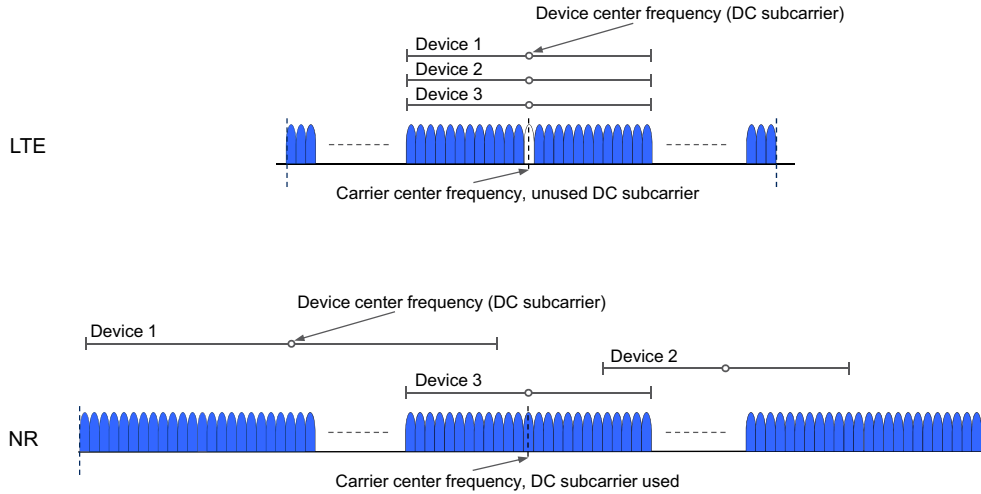 Device center frequency (DC subcarrier)
Device 1
Device 2
Device 3
LTE
Carrier center frequency, unused DC subcarrier
Device center frequency (DC subcarrier)
Device 1
Device 2
Device 3
NR
Carrier center frequency, DC subcarrier used